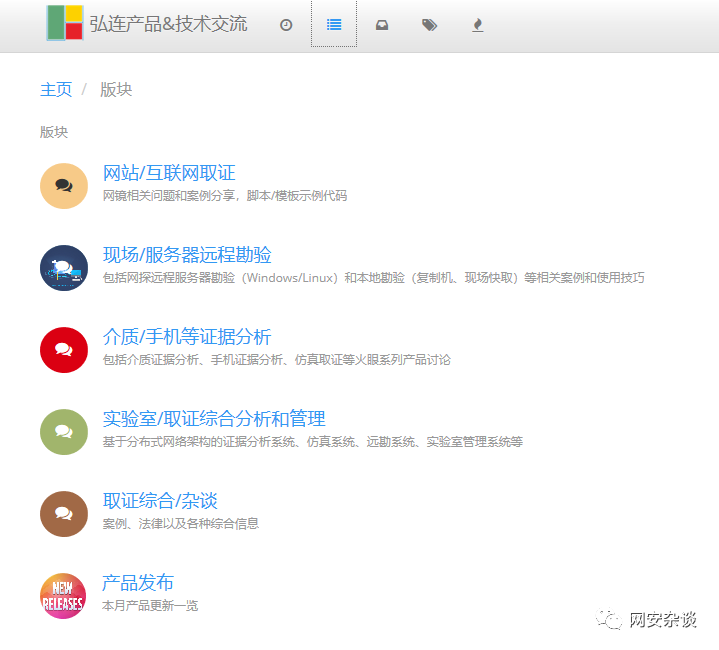 弘连产品&技术交流
主页 / 版块
版块
网站/互联网取证
网镜相关问题和案例分享，脚本/模板示例代码
现场/服务器远程勘验
包括网探远程服务器勘验（Windows/Linux）和本地勘验（复制机、现场快取）等相关案例和使用技巧
介质/手机等证据分析
包括介质证据分析、手机证据分析、仿真取证等火眼系列产品讨论
实验室/取证综合分析和管理
基于分布式网络架构的证据分析系统、仿真系统、远勘系统、实验室管理系统等
取证综合/杂谈
案例、法律以及各种综合信息
NEW
RELEASES
产品发布
本月产品更新一览
网安杂谈